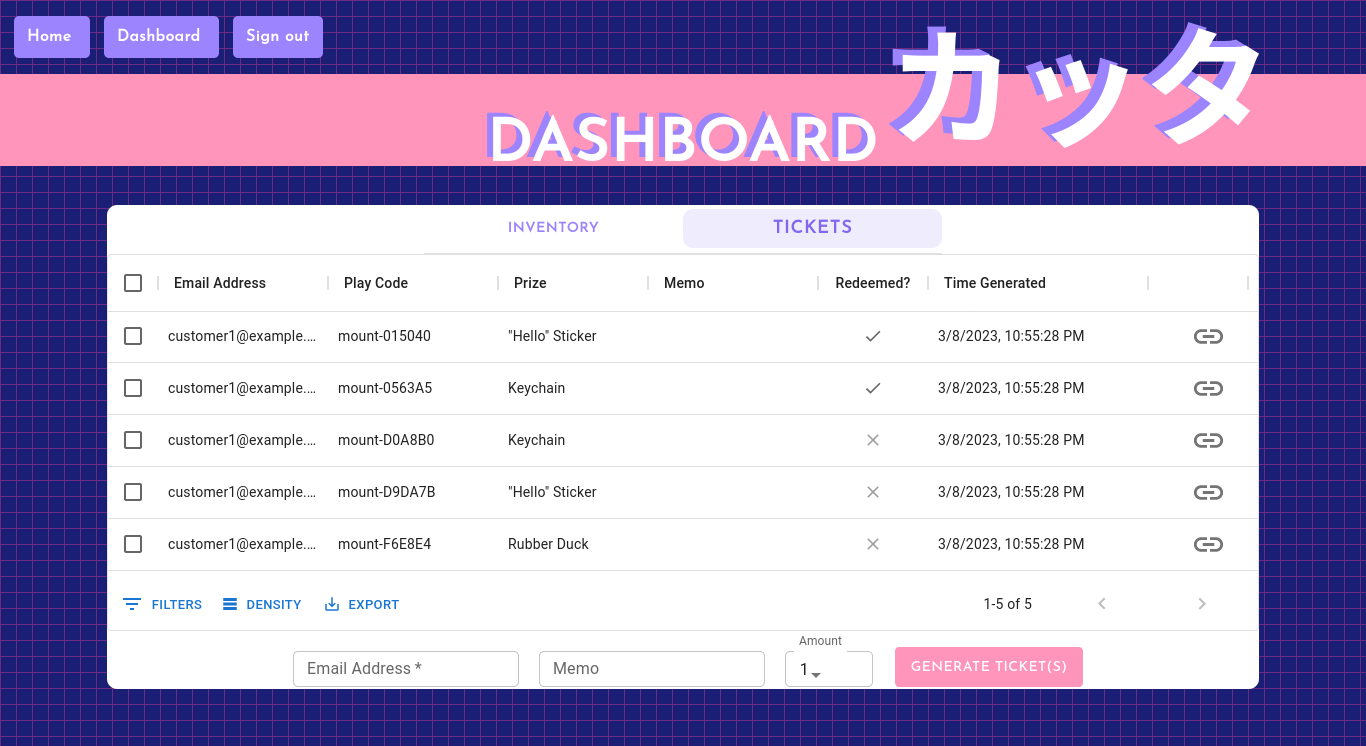 Home Dashboard Sign out
カッタ
DASHBOARD
INVENTORY TICKETS
Email Address Play Code Prize Memo Redeemed? Time Generated
customer1@example.... mount-015040 "Hello" Sticker 3/8/2023, 10:55:28 PM
customer1@example.... mount-0563A5 Keychain 3/8/2023, 10:55:28 PM
customer1@example.... mount-D0A8B0 Keychain 3/8/2023, 10:55:28 PM
customer1@example.... mount-D9DA7B "Hello" Sticker 3/8/2023, 10:55:28 PM
customer1@example.... mount-F6E8E4 Rubber Duck 3/8/2023, 10:55:28 PM
FILTERS DENSITY EXPORT 1-5 of 5
Amount
Email Address * Memo 1 GENERATE TICKET(S)